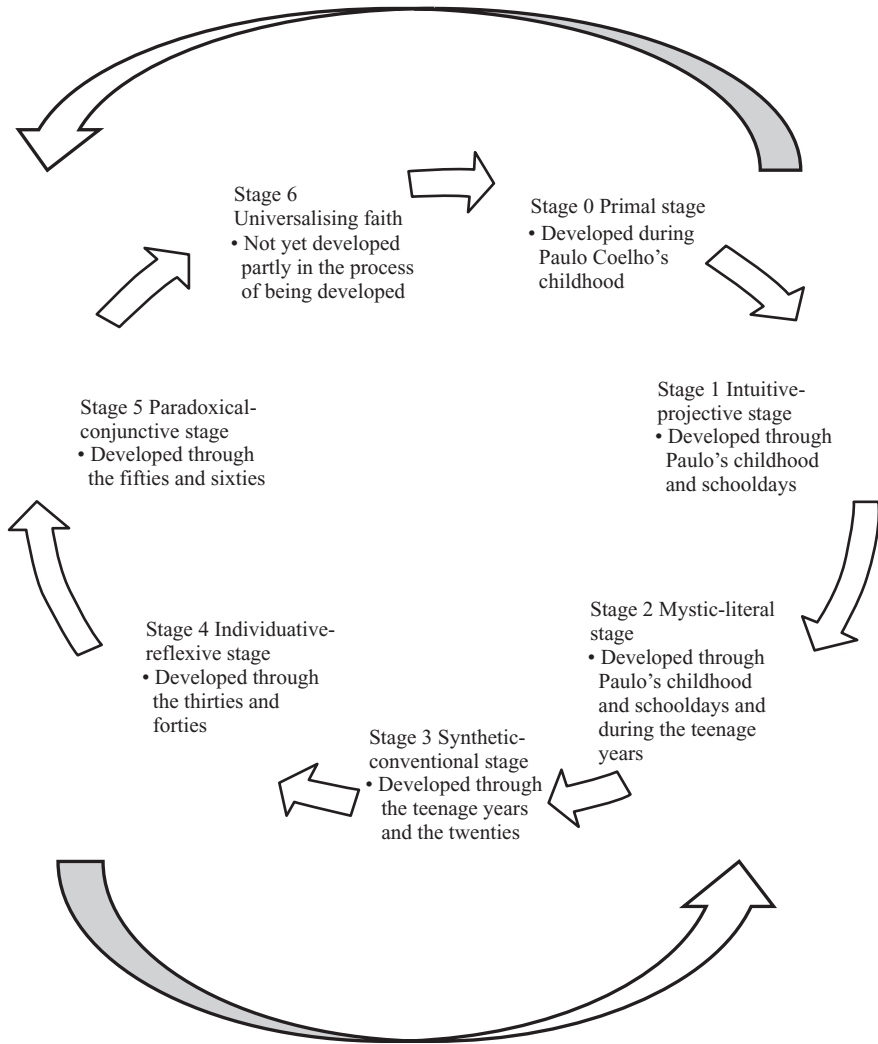 Stage 6
Universalising faith
• Not yet developed
partly in the process
of being developed
Stage 0 Primal stage
• Developed during
Paulo Coelho's
childhood
Stage 1 Intuitive-
projective stage
• Developed through
Paulo's childhood
and schooldays
Stage 2 Mystic-literal
stage
• Developed through
Paulo's childhood
and schooldays and
during the teenage
years
Stage 3 Synthetic-
conventional stage
• Developed through
the teenage years
and the twenties
Stage 4 Individuative-
reflexive stage
• Developed through
the thirties and
forties
Stage 5 Paradoxical-
conjunctive stage
• Developed through
the fifties and sixties